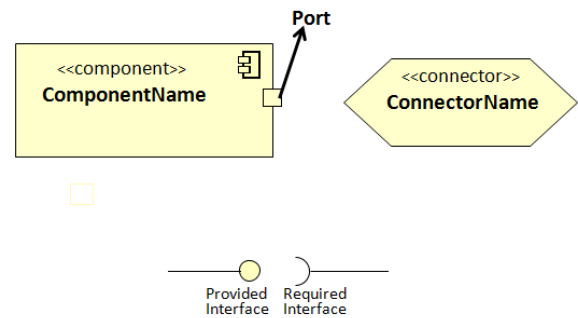 Port
<<component>>
ComponentName
<<connector>>
ConnectorName
Provided Interface
Required Interface